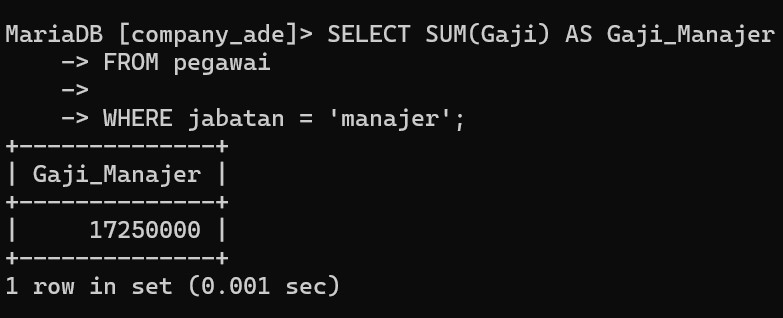 MariaDB [company_ade]> SELECT SUM(Gaji) AS Gaji_Manajer
    -> FROM pegawai
    ->
    -> WHERE jabatan = 'manajer';
+--------------+
| Gaji_Manajer |
+--------------+
|     17250000 |
+--------------+
1 row in set (0.001 sec)